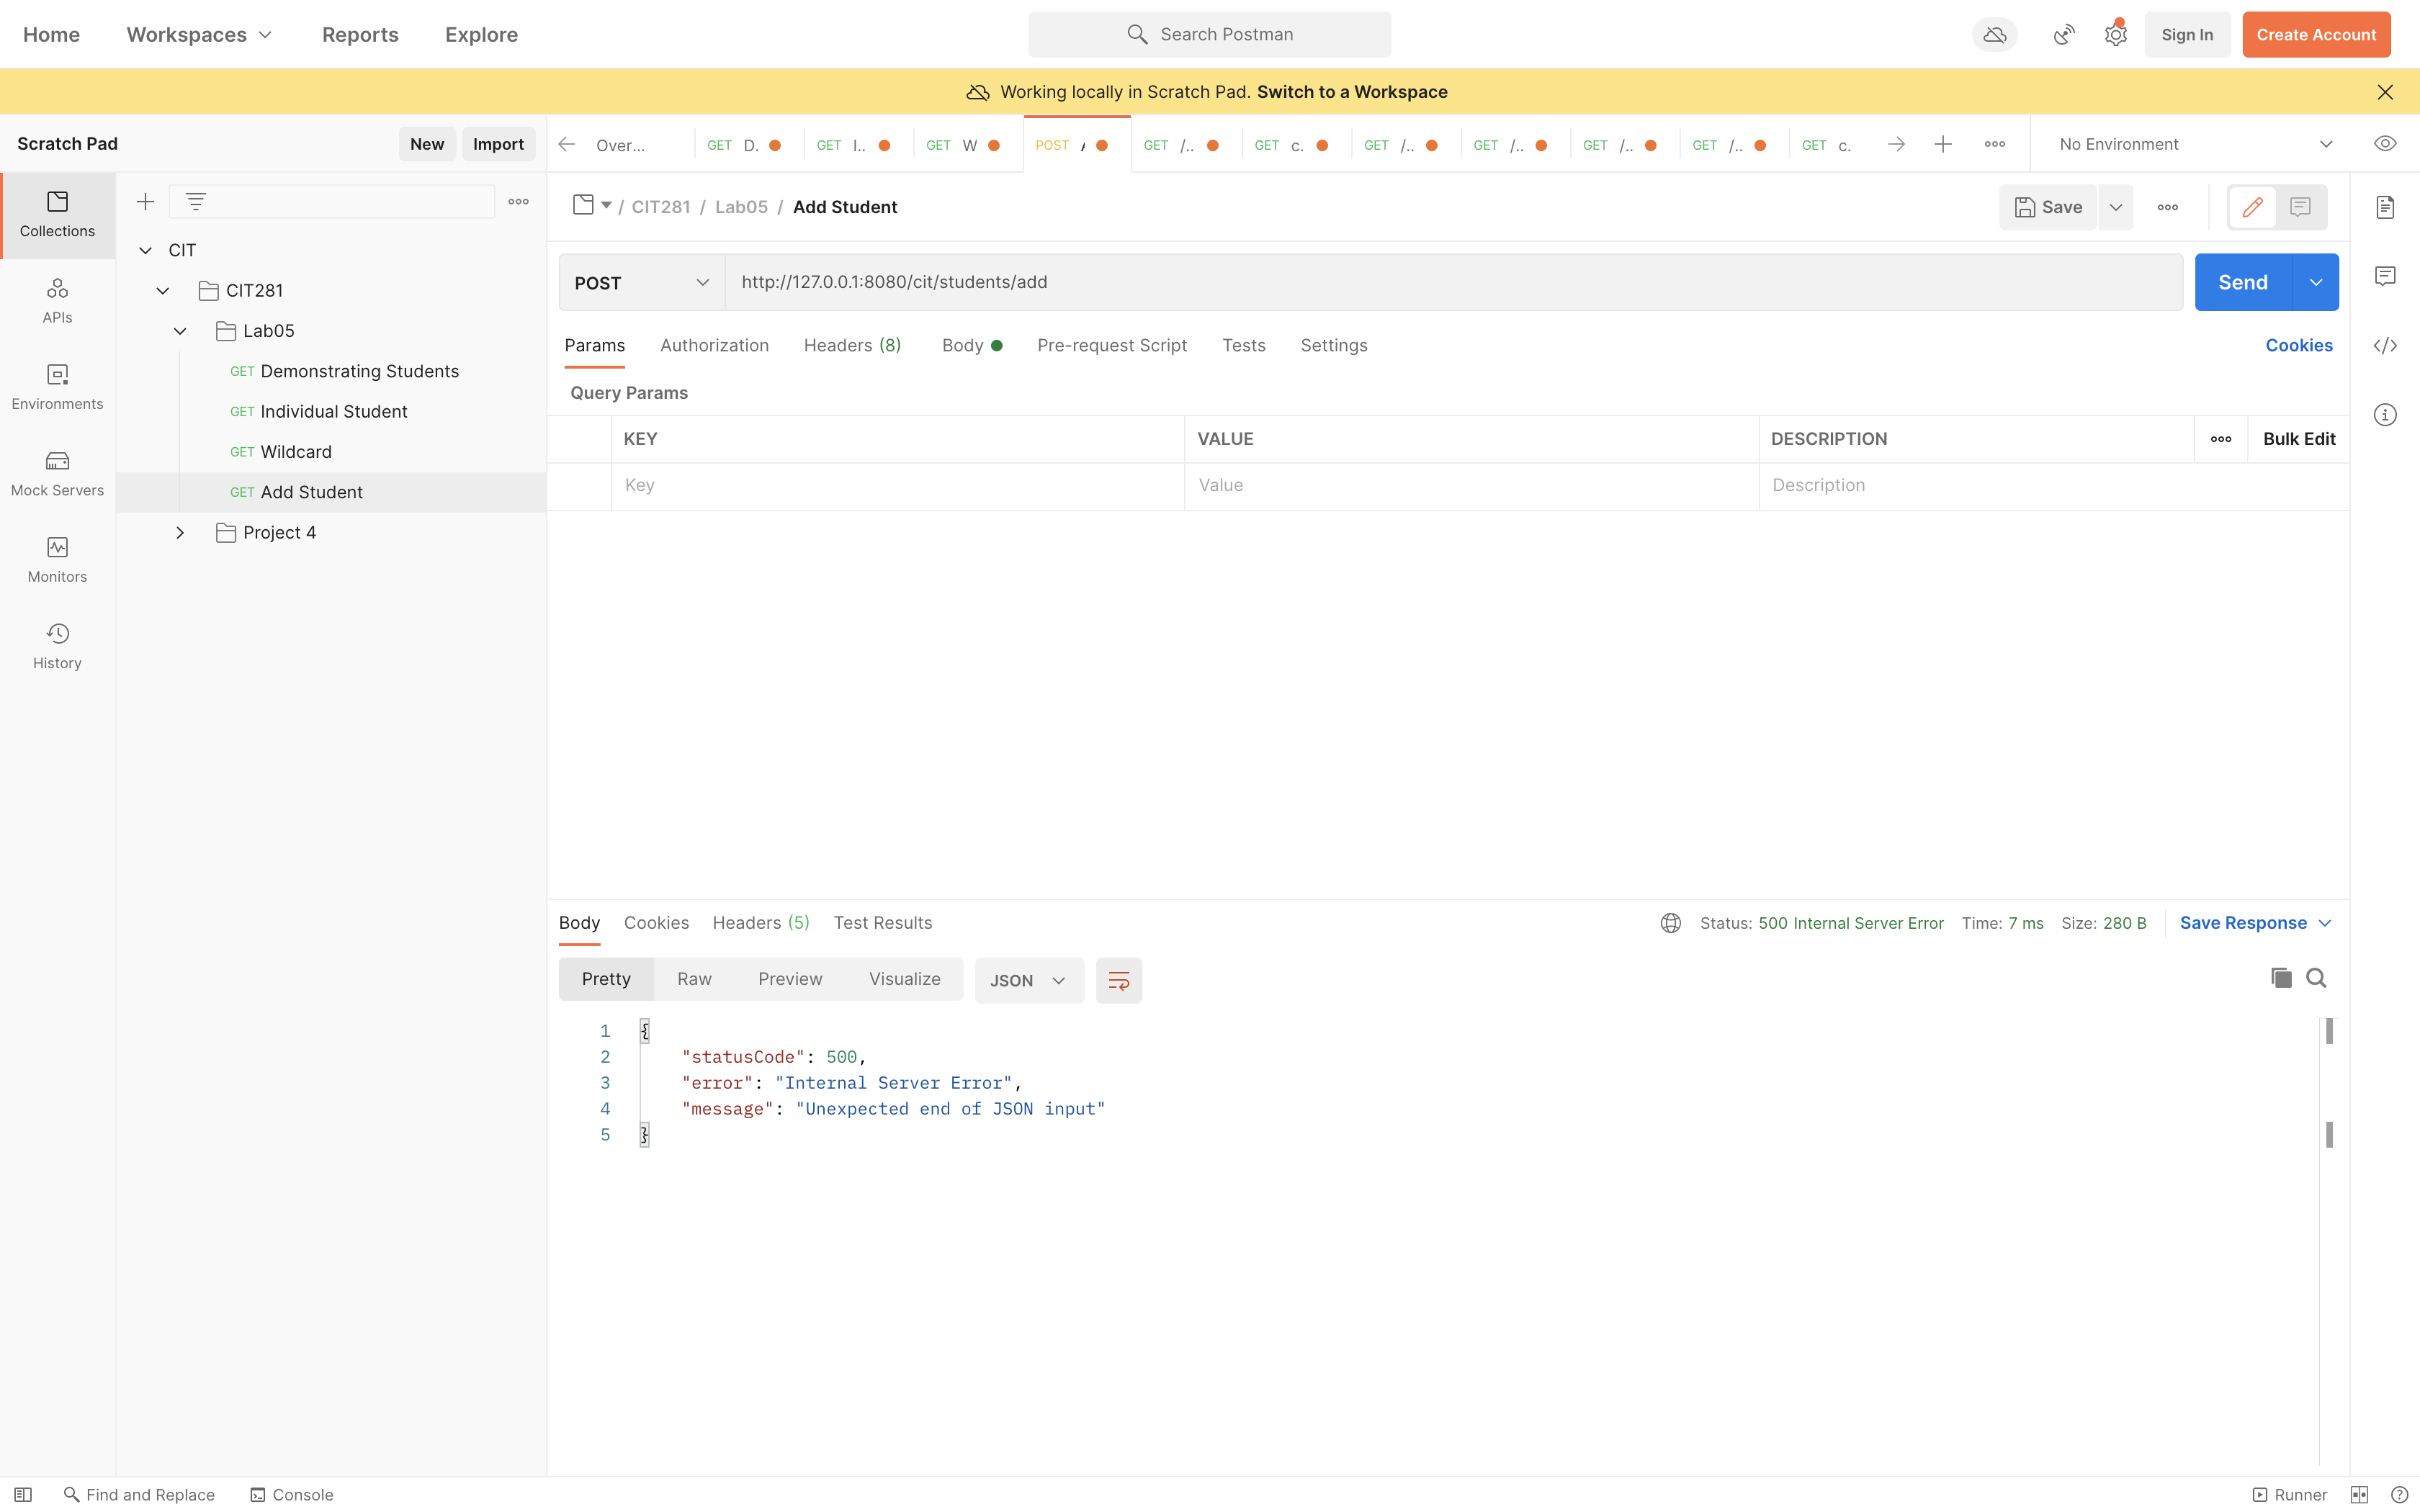 Home Workspaces Reports Explore Search Postman Sign In Create Account
Working locally in Scratch Pad. Switch to a Workspace
Scratch Pad New Import Over... GET D. GET I.. GET W POST GET /.. GET c. GET /.. GET /.. GET /.. GET /.. GET c. No Environment
Collections
APIs
Environments
Mock Servers
Monitors
History
CIT
CIT281
Lab05
GET Demonstrating Students
GET Individual Student
GET Wildcard
GET Add Student
Project 4
/ CIT281 / Lab05 / Add Student Save
POST http://127.0.0.1:8080/cit/students/add Send
Params Authorization Headers (8) Body Pre-request Script Tests Settings Cookies
Query Params
KEY VALUE DESCRIPTION Bulk Edit
Key Value Description
Body Cookies Headers (5) Test Results Status: 500 Internal Server Error Time: 7 ms Size: 280 B Save Response
Pretty Raw Preview Visualize JSON
1 {
2 "statusCode": 500,
3 "error": "Internal Server Error",
4 "message": "Unexpected end of JSON input"
5 }
Find and Replace Console Runner